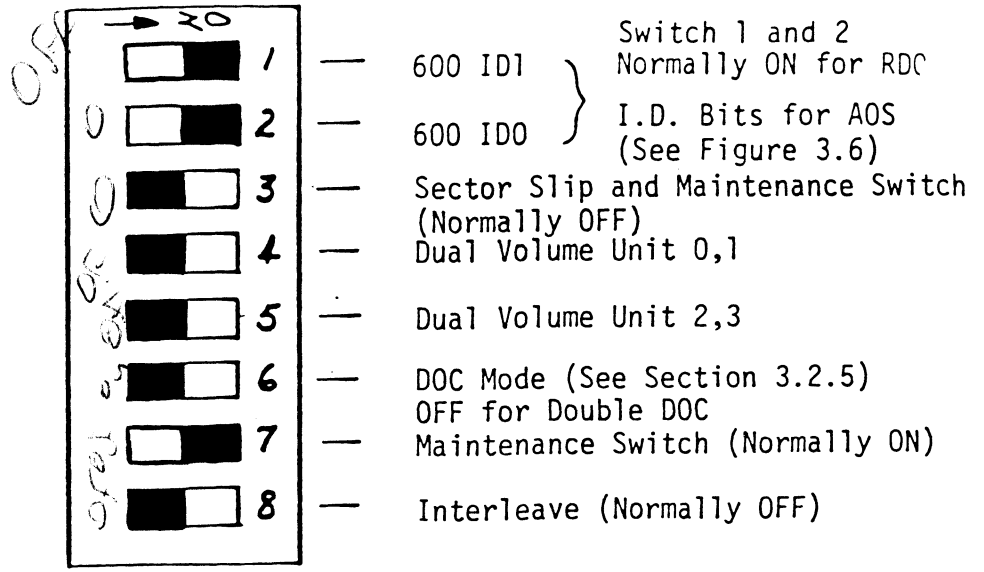 OFF
→ ON
1 — 600 ID1
2 — 600 ID0
Switch 1 and 2
Normally ON for RDC
I.D. Bits for AOS
(See Figure 3.6)
3 — Sector Slip and Maintenance Switch
(Normally OFF)
4 — Dual Volume Unit 0,1
5 — Dual Volume Unit 2,3
6 — DOC Mode (See Section 3.2.5)
OFF for Double DOC
7 — Maintenance Switch (Normally ON)
8 — Interleave (Normally OFF)